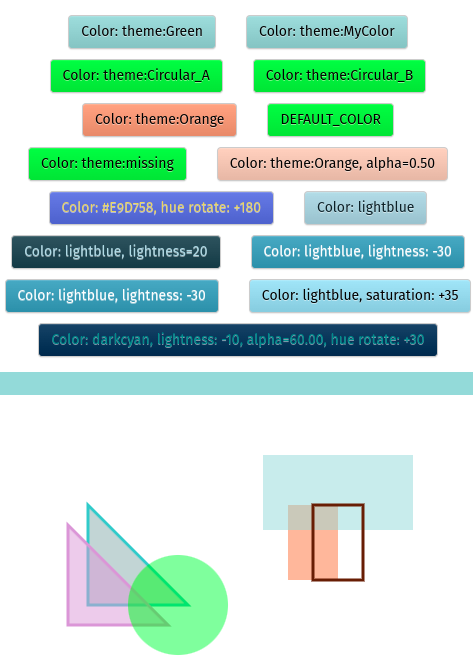 Color: theme:Green
Color: theme:MyColor
Color: theme:Circular_A
Color: theme:Circular_B
Color: theme:Orange
DEFAULT_COLOR
Color: theme:missing
Color: theme:Orange, alpha=0.50
Color: #E9D758, hue rotate: +180
Color: lightblue
Color: lightblue, lightness=20
Color: lightblue, lightness: -30
Color: lightblue, lightness: -30
Color: lightblue, saturation: +35
Color: darkcyan, lightness: -10, alpha=60.00, hue rotate: +30